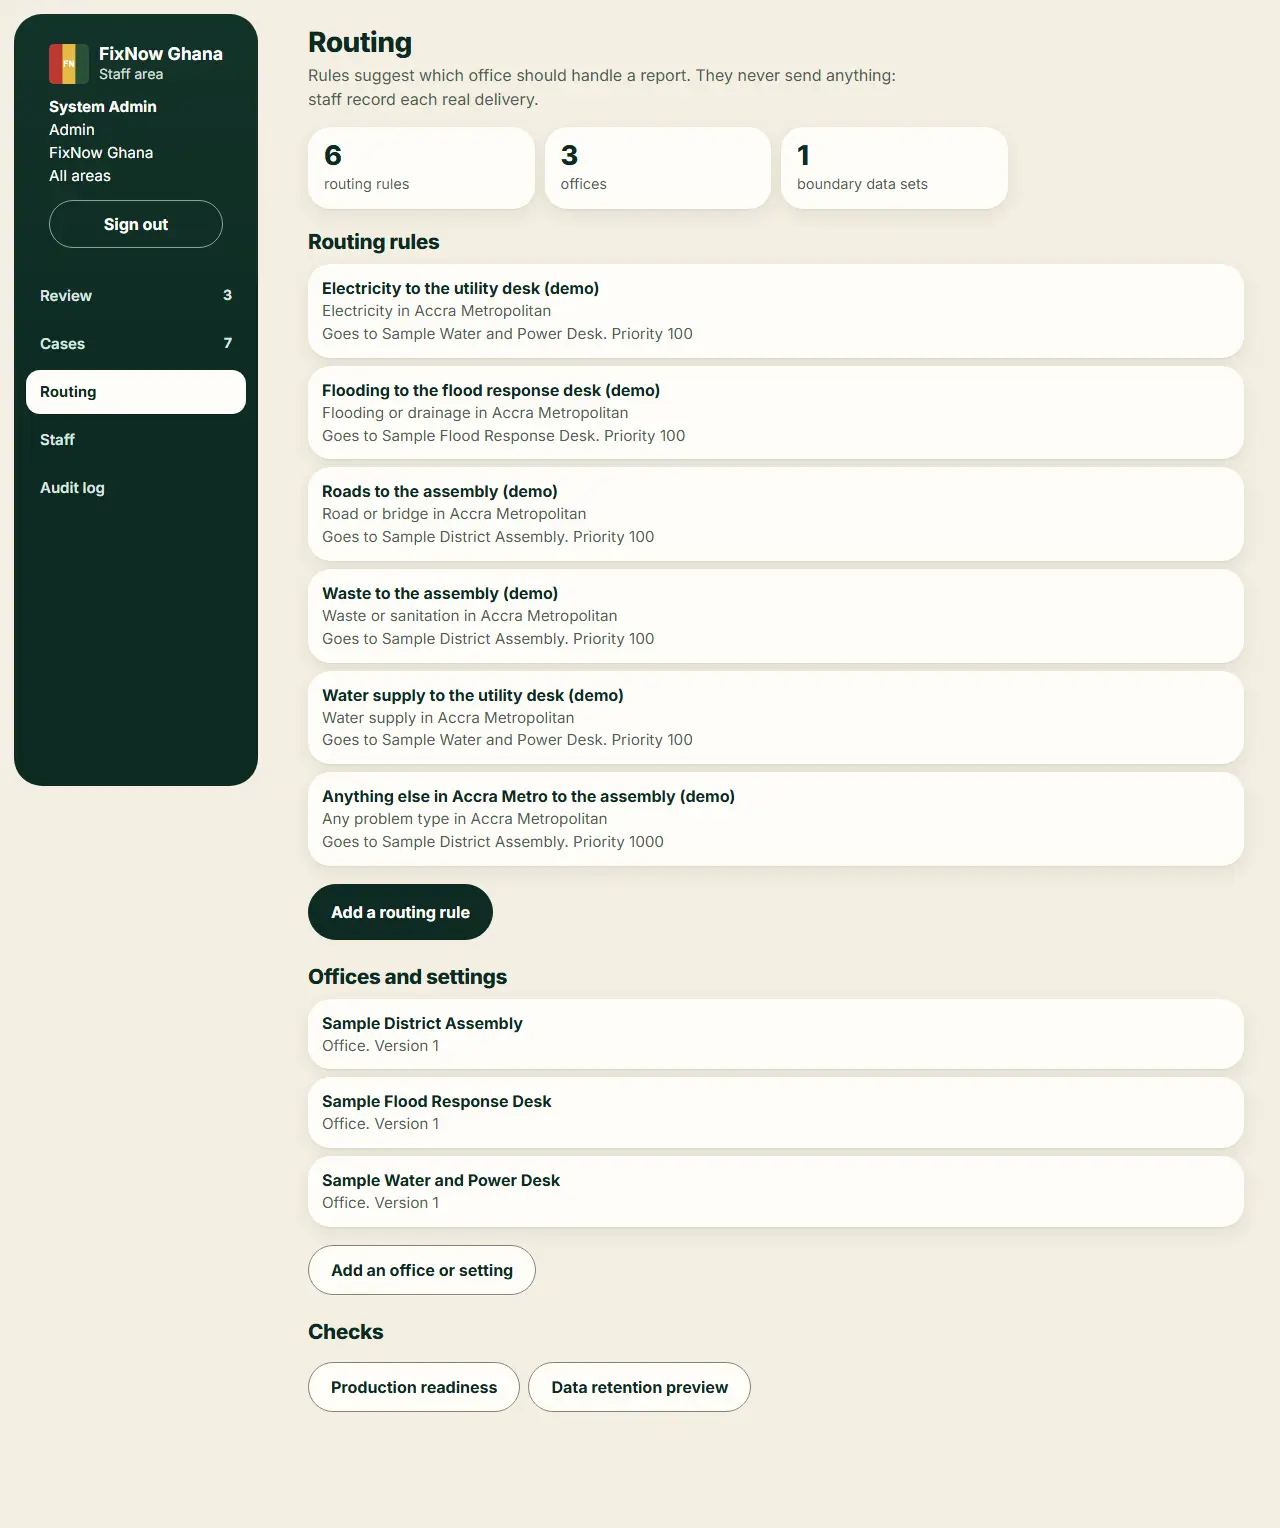 FN
FixNow Ghana
Staff area
System Admin
Admin
FixNow Ghana
All areas
Sign out
Review 3
Cases 7
Routing
Staff
Audit log
Routing
Rules suggest which office should handle a report. They never send anything:
staff record each real delivery.
6
routing rules
3
offices
1
boundary data sets
Routing rules
Electricity to the utility desk (demo)
Electricity in Accra Metropolitan
Goes to Sample Water and Power Desk. Priority 100
Flooding to the flood response desk (demo)
Flooding or drainage in Accra Metropolitan
Goes to Sample Flood Response Desk. Priority 100
Roads to the assembly (demo)
Road or bridge in Accra Metropolitan
Goes to Sample District Assembly. Priority 100
Waste to the assembly (demo)
Waste or sanitation in Accra Metropolitan
Goes to Sample District Assembly. Priority 100
Water supply to the utility desk (demo)
Water supply in Accra Metropolitan
Goes to Sample Water and Power Desk. Priority 100
Anything else in Accra Metro to the assembly (demo)
Any problem type in Accra Metropolitan
Goes to Sample District Assembly. Priority 1000
Add a routing rule
Offices and settings
Sample District Assembly
Office. Version 1
Sample Flood Response Desk
Office. Version 1
Sample Water and Power Desk
Office. Version 1
Add an office or setting
Checks
Production readiness
Data retention preview